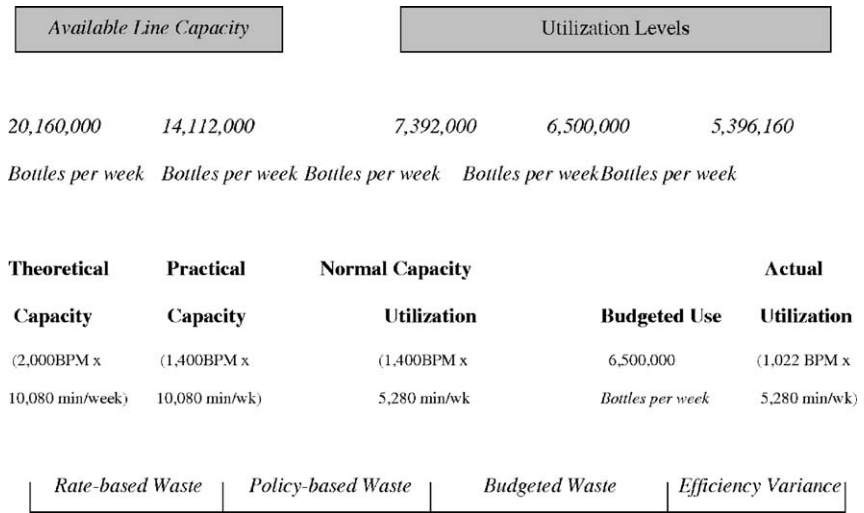 Available Line Capacity Utilization Levels
20,160,000 14,112,000 7,392,000 6,500,000 5,396,160
Bottles per week Bottles per week Bottles per week Bottles per week Bottles per week
Theoretical Practical Normal Capacity Actual
Capacity Capacity Utilization Budgeted Use Utilization
(2,000BPM x (1,400BPM x (1,400BPM x 6,500,000 (1,022 BPM x
10,080 min/week) 10,080 min/wk) 5,280 min/wk Bottles per week 5,280 min/wk)
Rate-based Waste Policy-based Waste Budgeted Waste Efficiency Variance